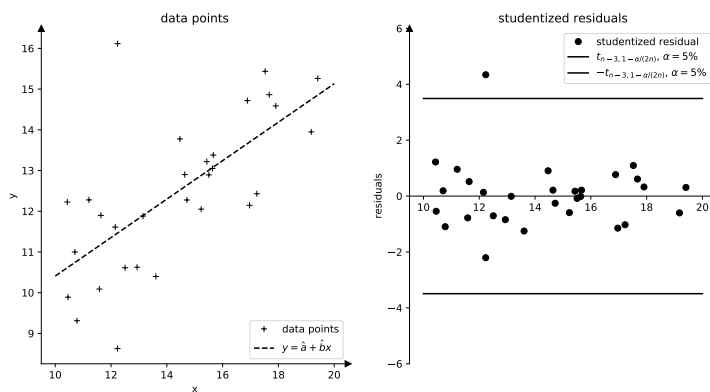 data points
16
15
14
13
12
11
10
9
y
10 12 14 16 18 20
x
data points
y = â + b̂x
studentized residuals
6
4
2
0
−2
−4
−6
residuals
10 12 14 16 18 20
studentized residual
t_{n−3, 1−α/(2n)}, α = 5%
−t_{n−3, 1−α/(2n)}, α = 5%